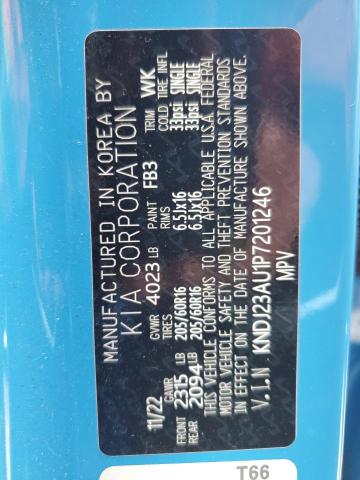 MANUFACTURED IN KOREA BY
KIA CORPORATION
11/22 GVWR 4023 LB PAINT FB3 TRIM WK
GAWR TIRES RIMS COLD TIRE INFL
FRONT 2315 LB 205/60R16 6.5Jx16 33psi SINGLE
REAR 2094 LB 205/60R16 6.5Jx16 33psi SINGLE
THIS VEHICLE CONFORMS TO ALL APPLICABLE U.S.A FEDERAL
MOTOR VEHICLE SAFETY AND THEFT PREVENTION STANDARDS
IN EFFECT ON THE DATE OF MANUFACTURE SHOWN ABOVE.
V.I.N KNDJ23AU1P7201246
MPV
T66